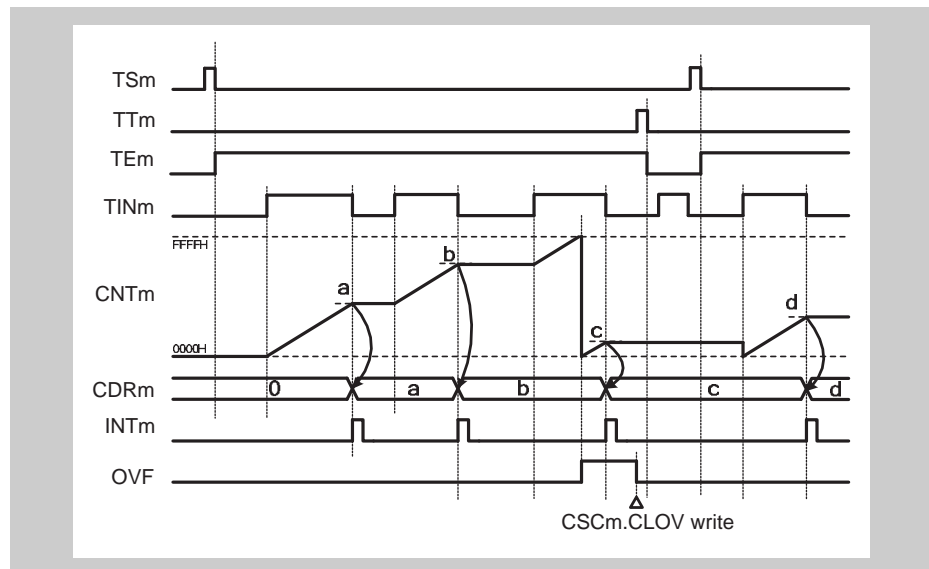 TSm
TTm
TEm
TINm
FFFFH
b
a
d
CNTm
c
0000H
CDRm 0 a b c d
INTm
OVF
CSCm.CLOV write